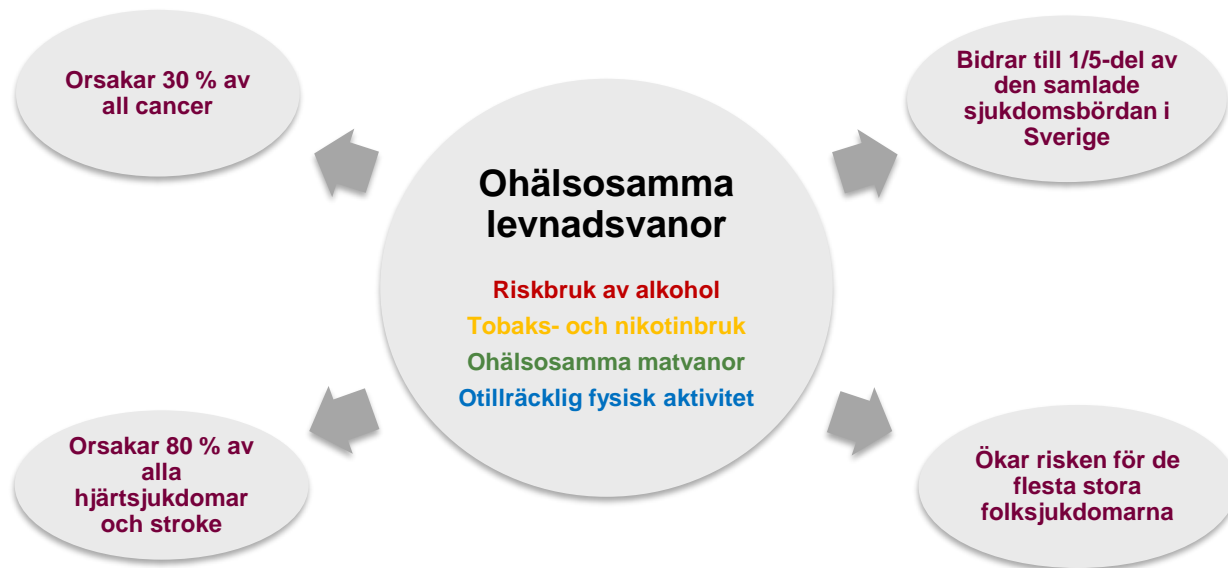 Orsakar 30 % av
all cancer
Bidrar till 1/5-del av
den samlade
sjukdomsbördan i
Sverige
Ohälsosamma
levnadsvanor
Riskbruk av alkohol
Tobaks- och nikotinbruk
Ohälsosamma matvanor
Otillräcklig fysisk aktivitet
Orsakar 80 % av
alla
hjärtsjukdomar
och stroke
Ökar risken för de
flesta stora
folksjukdomarna